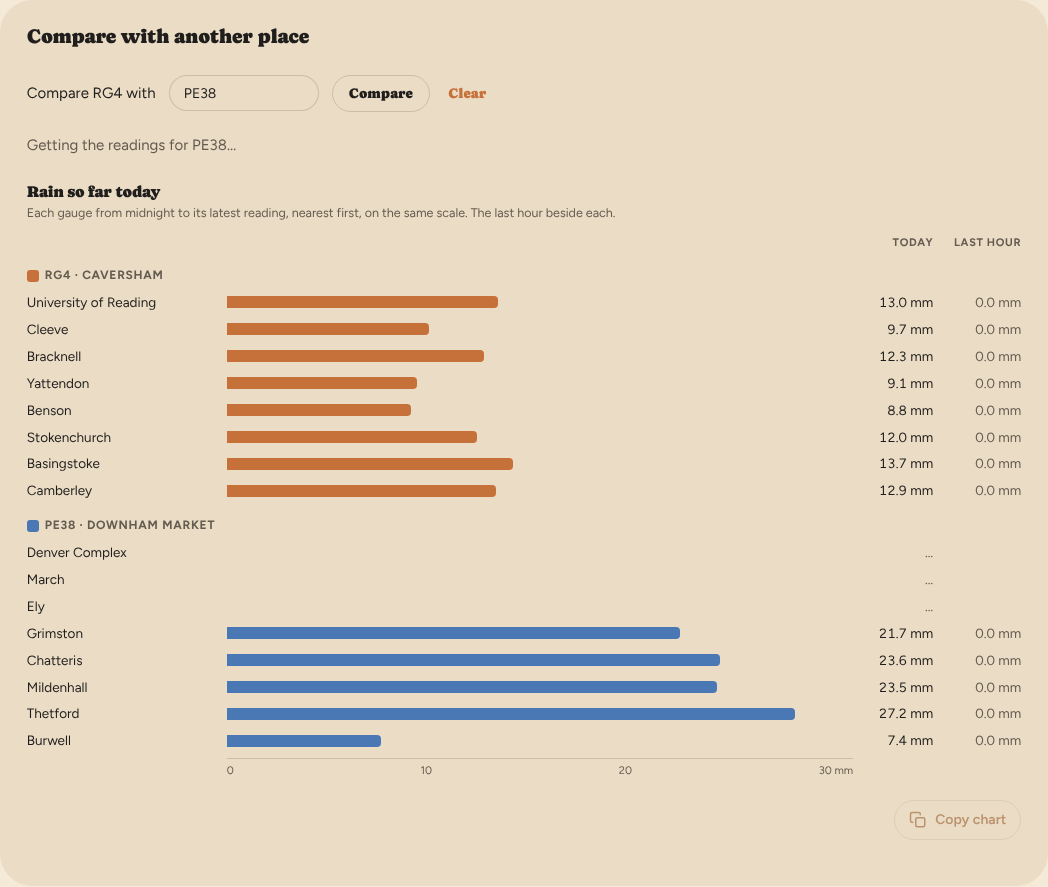 Compare with another place
Compare RG4 with PE38 Compare Clear
Getting the readings for PE38...
Rain so far today
Each gauge from midnight to its latest reading, nearest first, on the same scale. The last hour beside each.
TODAY LAST HOUR
RG4 · CAVERSHAM
University of Reading 13.0 mm 0.0 mm
Cleeve 9.7 mm 0.0 mm
Bracknell 12.3 mm 0.0 mm
Yattendon 9.1 mm 0.0 mm
Benson 8.8 mm 0.0 mm
Stokenchurch 12.0 mm 0.0 mm
Basingstoke 13.7 mm 0.0 mm
Camberley 12.9 mm 0.0 mm
PE38 · DOWNHAM MARKET
Denver Complex ...
March ...
Ely ...
Grimston 21.7 mm 0.0 mm
Chatteris 23.6 mm 0.0 mm
Mildenhall 23.5 mm 0.0 mm
Thetford 27.2 mm 0.0 mm
Burwell 7.4 mm 0.0 mm
0 10 20 30 mm
Copy chart